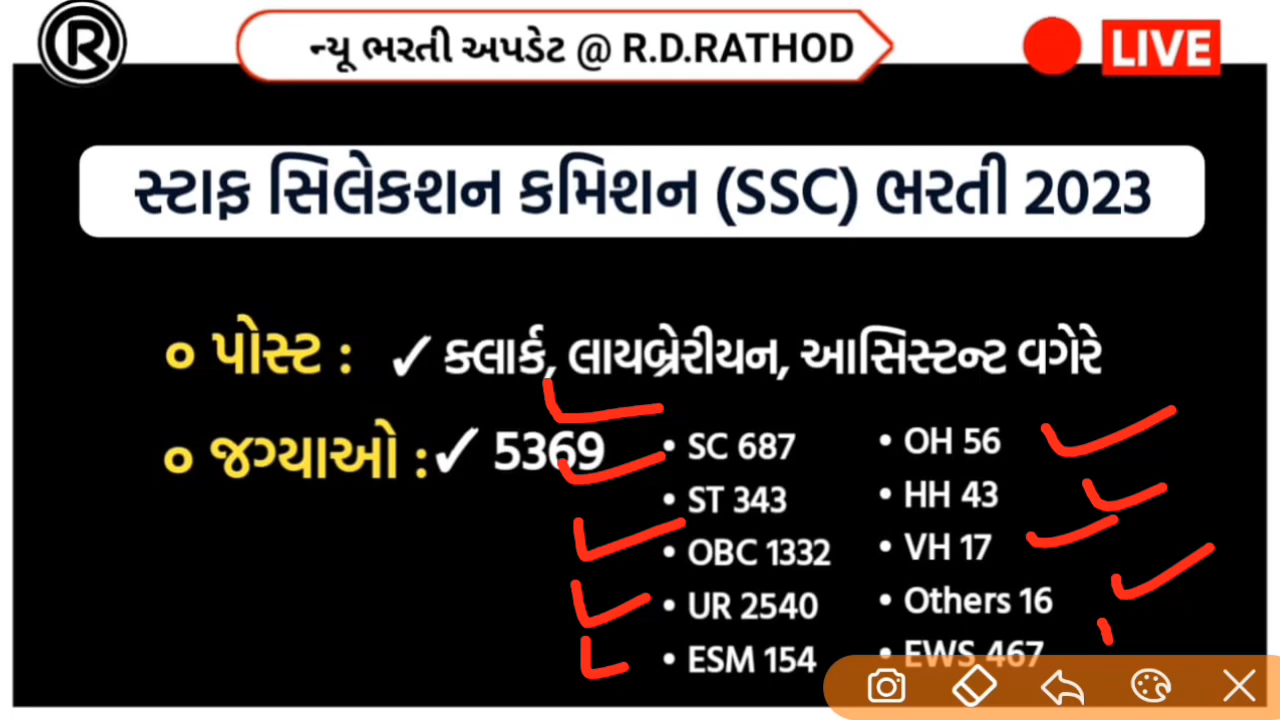 R
ન્યૂ ભરતી અપડેટ @ R.D.RATHOD
LIVE
સ્ટાફ સિલેકશન કમિશન (SSC) ભરતી 2023
પોસ્ટ : ✓ ક્લાર્ક, લાયબ્રેરીયન, આસિસ્ટન્ટ વગેરે
જગ્યાઓ : ✓ 5369
• SC 687
• ST 343
• OBC 1332
• UR 2540
• ESM 154
• OH 56
• HH 43
• VH 17
• Others 16
• EWS 467